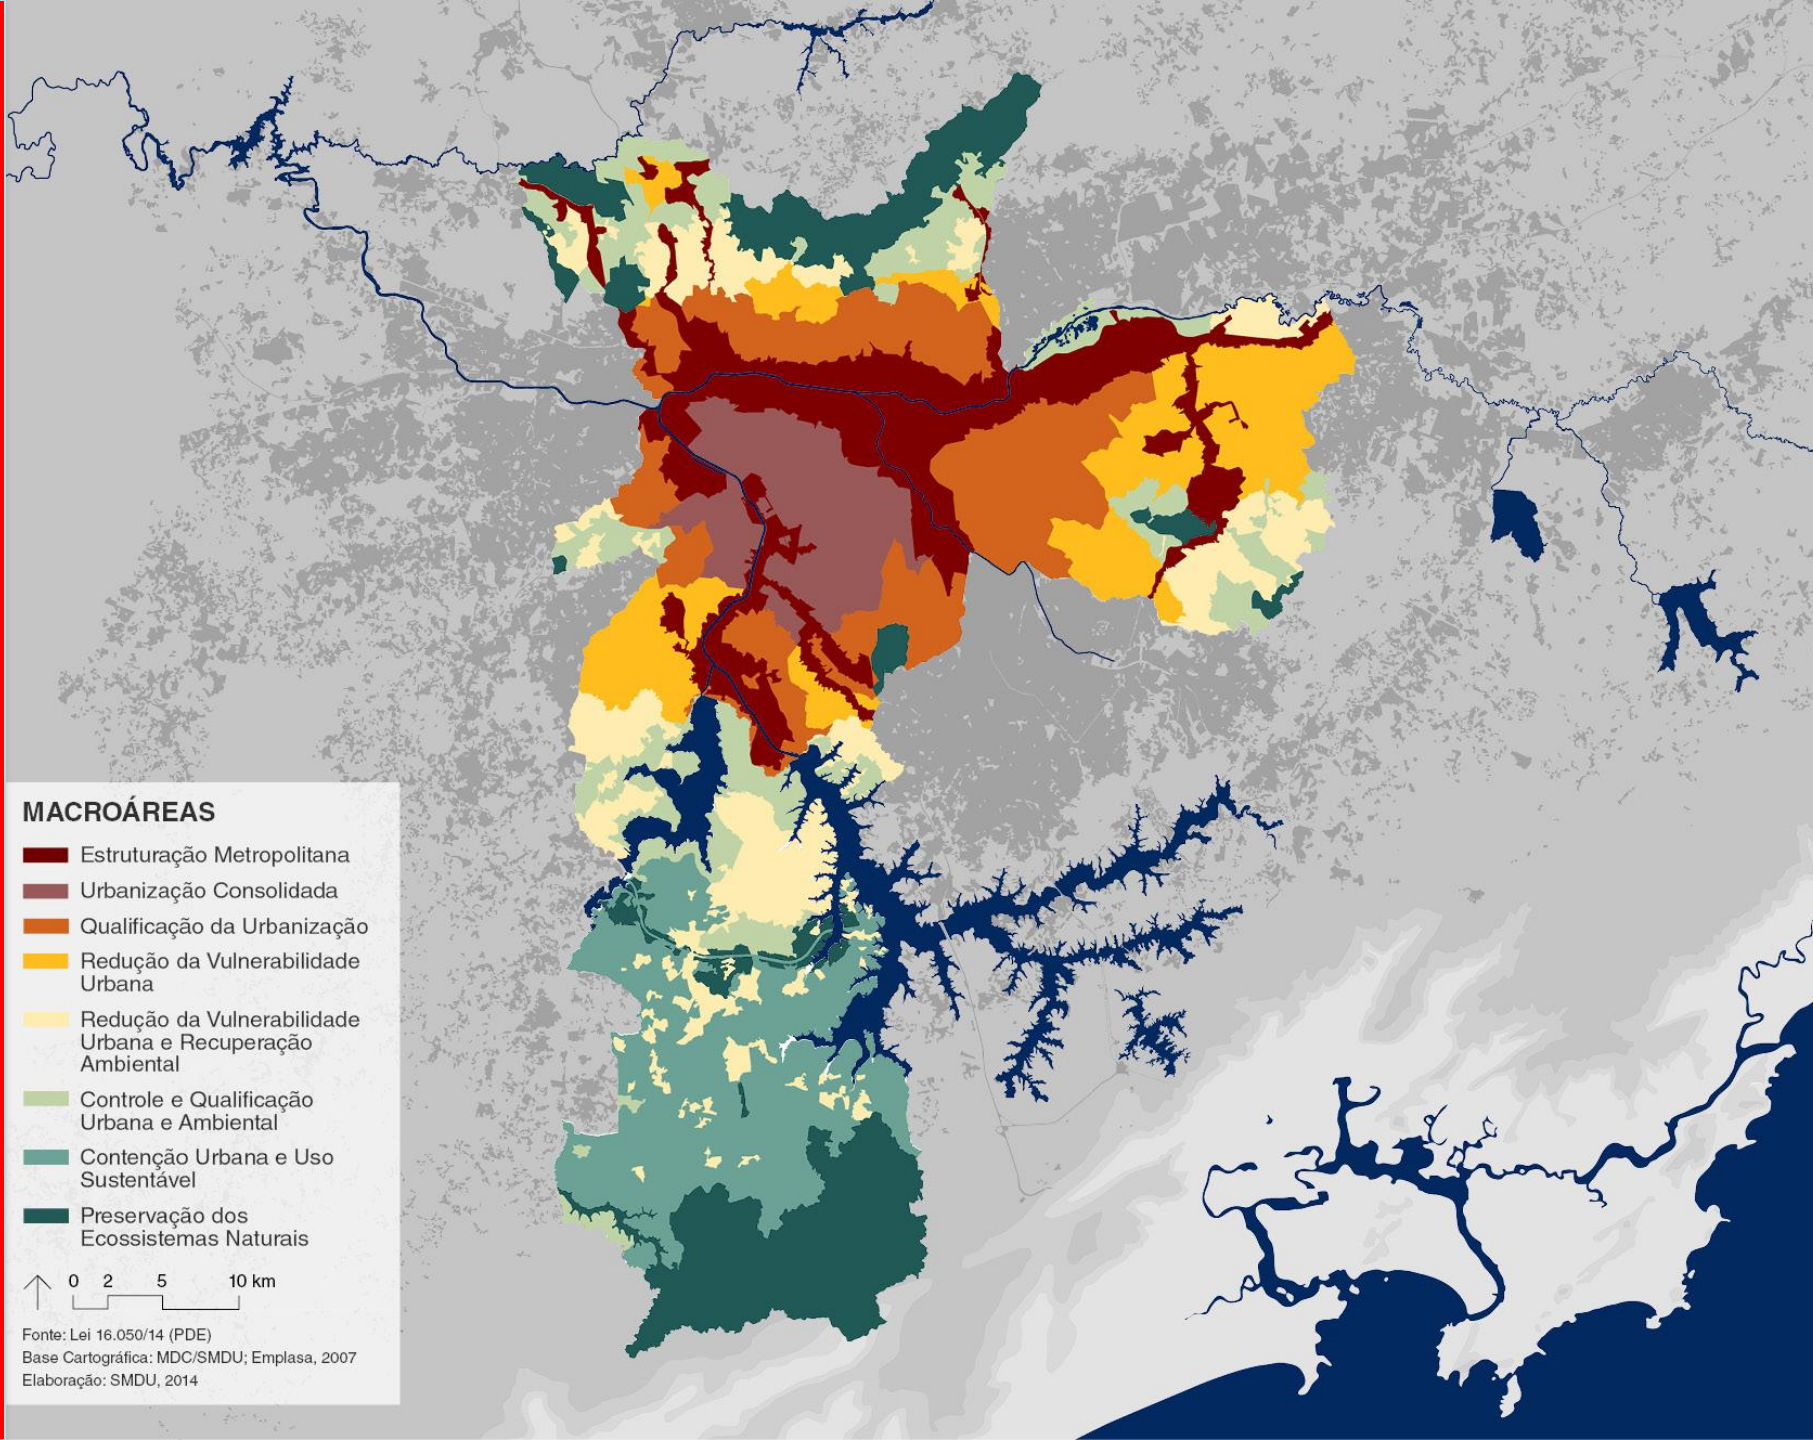 MACROÁREAS
Estruturação Metropolitana
Urbanização Consolidada
Qualificação da Urbanização
Redução da Vulnerabilidade
Urbana
Redução da Vulnerabilidade
Urbana e Recuperação
Ambiental
Controle e Qualificação
Urbana e Ambiental
Contenção Urbana e Uso
Sustentável
Preservação dos
Ecossistemas Naturais
0 2 5 10 km
Fonte: Lei 16.050/14 (PDE)
Base Cartográfica: MDC/SMDU; Emplasa, 2007
Elaboração: SMDU, 2014